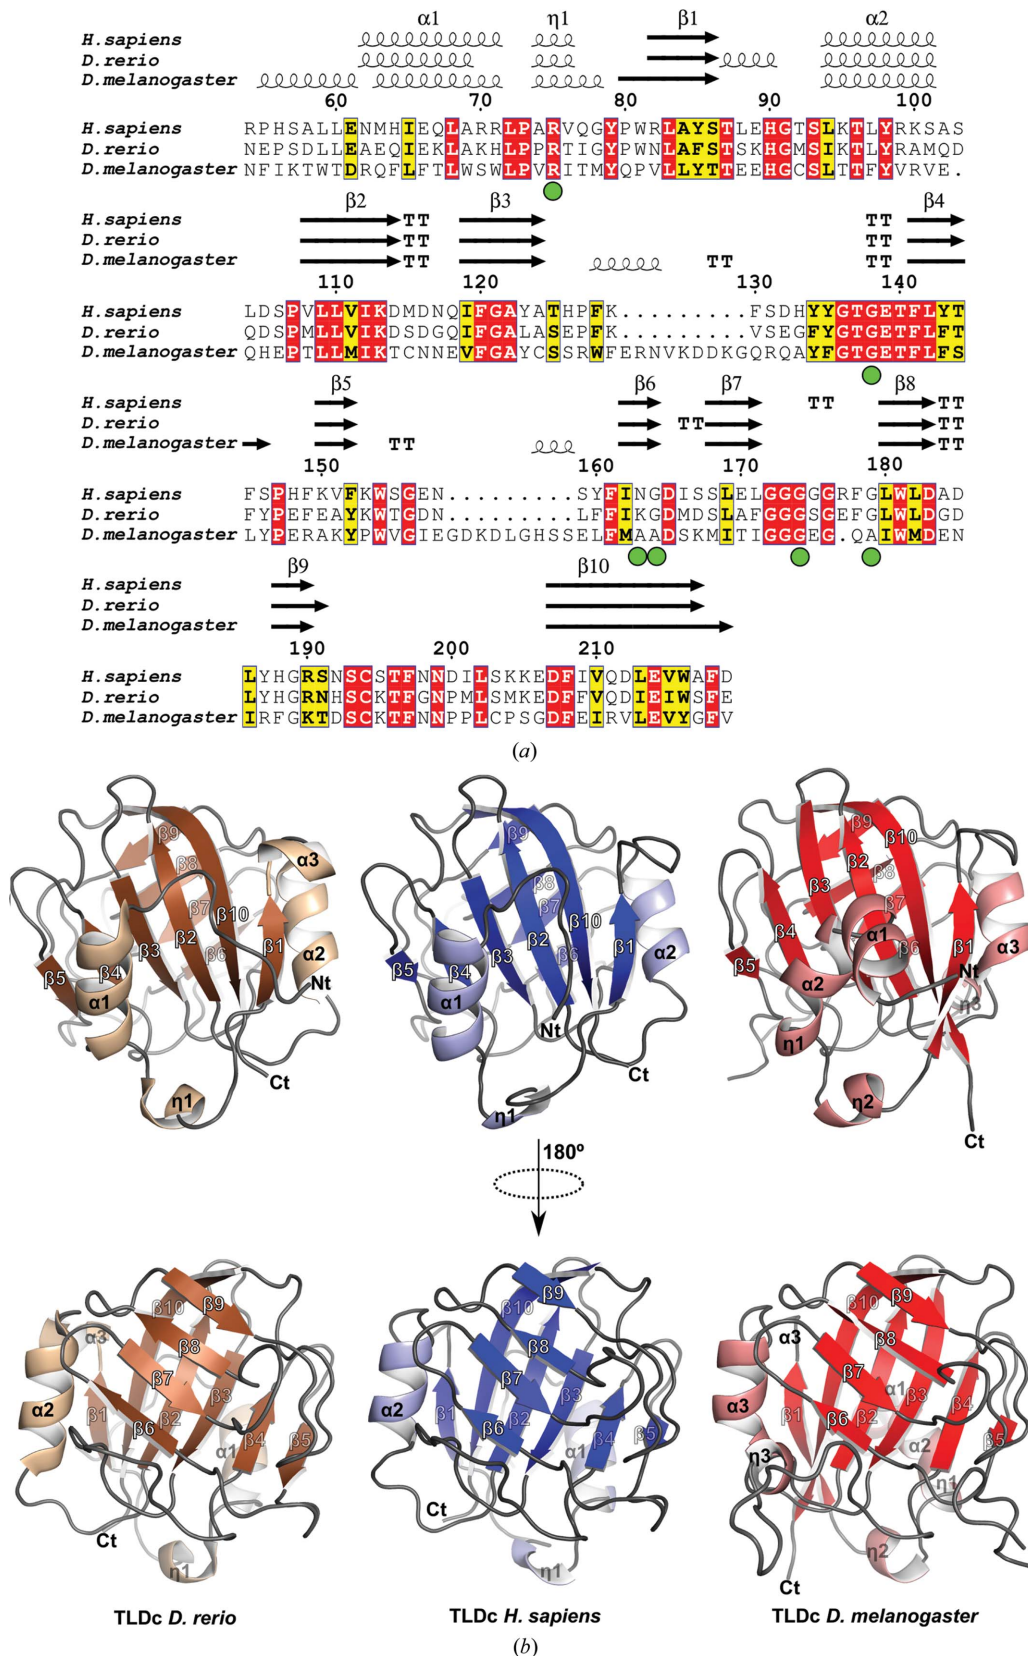 α1 η1 β1 α2
H.sapiens
D.rerio
D.melanogaster
60 70 80 90 100
H.sapiens RPHSALLENMHIEQLARRLPARVQGYPWRLAYSTLEHGTSLKTLYRKSAS
D.rerio NEPSDLLEAEQIEKLAKHLPPRTIGYPWNLAFSTSKHGMSIKTLYRAMQD
D.melanogaster NFIKTWTDRQFLFTLWSWLPVRITMYQPVLLYTTEEHGCSLTTFYVRVE.
β2 β3 β4
H.sapiens TT TT
D.rerio TT TT
D.melanogaster TT TT TT
110 120 130 140
H.sapiens LDSPVLLVIKDMDNQIFGAYATHPFK.........FSDHYYGTGETFLYT
D.rerio QDSPMLLVIKDSDGQIFGALASEPFK.........VSEGFYGTGETFLFT
D.melanogaster QHEPTLLMIKTCNNEVFGAYCSSRWFERNVKDDKGQRQAYFGTGETFLFS
β5 β6 β7 β8
H.sapiens TT TT
D.rerio TT TT
D.melanogaster TT TT
150 160 170 180
H.sapiens FSPHFKVFKWSGEN.........SYFINGDISSLELGGGGGRFGLWLDAD
D.rerio FYPEFEAYKWTGDN.........LFFIKGDMDSLAFGGGSGEFGLWLDGD
D.melanogaster LYPERAKYPWVGIEGDKDLGHSSELFMAADSKMITIGGGEG.QAIWMDEN
β9 β10
H.sapiens
D.rerio
D.melanogaster
190 200 210
H.sapiens LYHGRSNSCSTFNNDILSKKEDFIVQDLEVWAFD
D.rerio LYHGRNHSCKTFGNPMLSMKEDFFVQDIEIWSFE
D.melanogaster IRFGKTDSCKTFNNPPLCPSGDFEIRVLEVYGFV
(a)
β9 β8 α3 β7 β10 β3 β2 β6 β1 α2 β5 β4 α1 Nt Ct η1
β9 β8 β7 β10 β2 β3 β6 β1 α2 β5 β4 α1 Nt Ct η1
β9 β10 β2 β8 β3 β7 α1 β6 β4 β1 α3 β5 α2 Nt η3 η1 η2 Ct
180º
β10 β9 α3 β8 β7 α2 β3 β1 β6 β2 α1 β4 β5 Ct η1
β9 β10 β8 β7 α2 β3 β1 β6 β2 α1 β4 β5 Ct η1
β10 β9 α3 β8 β7 α1 α3 β3 β4 β1 β6 β2 β5 α2 η3 η1 η2 Ct
TLDc D. rerio TLDc H. sapiens TLDc D. melanogaster
(b)